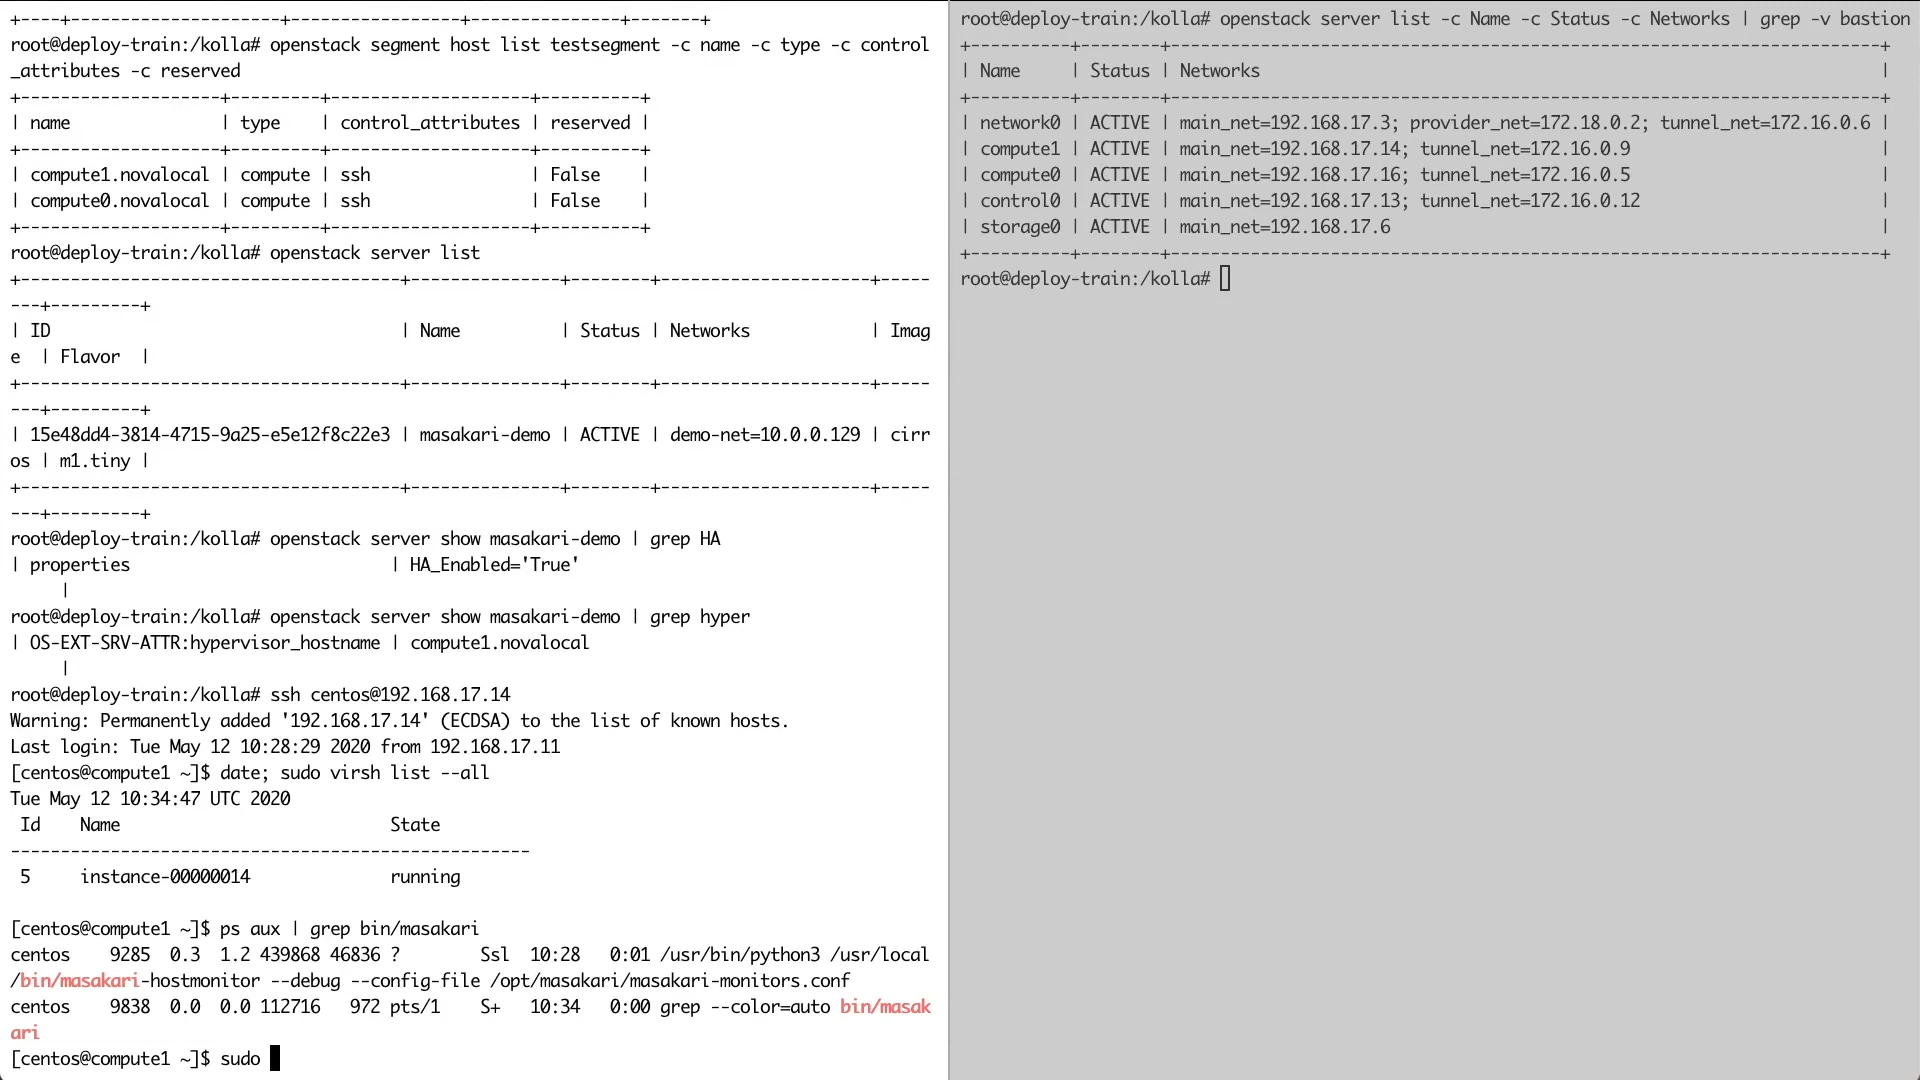 +----+----------------------+-----------------+---------------+-------+
root@deploy-train:/kolla# openstack segment host list testsegment -c name -c type -c control
_attributes -c reserved
+--------------------+---------+--------------------+----------+
| name               | type    | control_attributes | reserved |
+--------------------+---------+--------------------+----------+
| compute1.novalocal | compute | ssh                | False    |
| compute0.novalocal | compute | ssh                | False    |
+--------------------+---------+--------------------+----------+
root@deploy-train:/kolla# openstack server list
+--------------------------------------+---------------+--------+---------------------+-----
---+---------+
| ID                                   | Name          | Status | Networks            | Imag
e  | Flavor  |
+--------------------------------------+---------------+--------+---------------------+-----
---+---------+
| 15e48dd4-3814-4715-9a25-e5e12f8c22e3 | masakari-demo | ACTIVE | demo-net=10.0.0.129 | cirr
os | m1.tiny |
+--------------------------------------+---------------+--------+---------------------+-----
---+---------+
root@deploy-train:/kolla# openstack server show masakari-demo | grep HA
| properties                          | HA_Enabled='True'
     |
root@deploy-train:/kolla# openstack server show masakari-demo | grep hyper
| OS-EXT-SRV-ATTR:hypervisor_hostname | compute1.novalocal
     |
root@deploy-train:/kolla# ssh centos@192.168.17.14
Warning: Permanently added '192.168.17.14' (ECDSA) to the list of known hosts.
Last login: Tue May 12 10:28:29 2020 from 192.168.17.11
[centos@compute1 ~]$ date; sudo virsh list --all
Tue May 12 10:34:47 UTC 2020
 Id    Name                           State
----------------------------------------------------
 5     instance-00000014              running
[centos@compute1 ~]$ ps aux | grep bin/masakari
centos    9285  0.3  1.2 439868 46836 ?        Ssl  10:28   0:01 /usr/bin/python3 /usr/local
/bin/masakari-hostmonitor --debug --config-file /opt/masakari/masakari-monitors.conf
centos    9838  0.0  0.0 112716   972 pts/1    S+   10:34   0:00 grep --color=auto bin/masak
ari
[centos@compute1 ~]$ sudo
root@deploy-train:/kolla# openstack server list -c Name -c Status -c Networks | grep -v bastion
+----------+--------+-----------------------------------------------------------------------+
| Name     | Status | Networks                                                              |
+----------+--------+-----------------------------------------------------------------------+
| network0 | ACTIVE | main_net=192.168.17.3; provider_net=172.18.0.2; tunnel_net=172.16.0.6 |
| compute1 | ACTIVE | main_net=192.168.17.14; tunnel_net=172.16.0.9                         |
| compute0 | ACTIVE | main_net=192.168.17.16; tunnel_net=172.16.0.5                         |
| control0 | ACTIVE | main_net=192.168.17.13; tunnel_net=172.16.0.12                        |
| storage0 | ACTIVE | main_net=192.168.17.6                                                 |
+----------+--------+-----------------------------------------------------------------------+
root@deploy-train:/kolla#